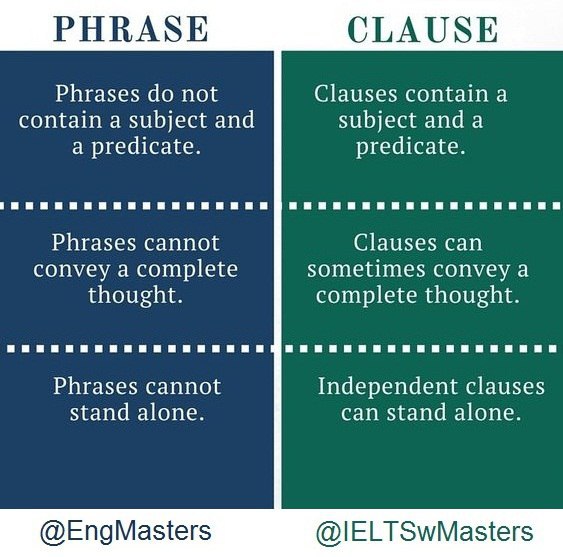 PHRASE
Phrases do not
contain a subject and
a predicate.
Phrases cannot
convey a complete
thought.
Phrases cannot
stand alone.
@EngMasters
CLAUSE
Clauses contain a
subject and a
predicate.
Clauses can
sometimes convey a
complete thought.
Independent clauses
can stand alone.
@IELTSwMasters